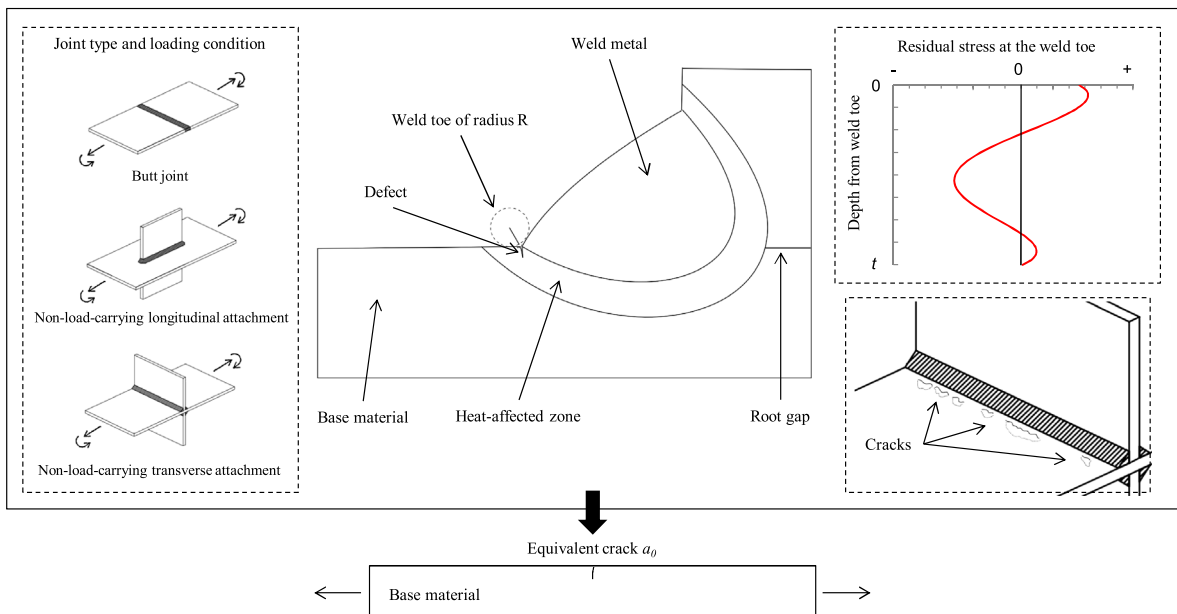 Joint type and loading condition
Butt joint
Non-load-carrying longitudinal attachment
Non-load-carrying transverse attachment
Weld metal
Weld toe of radius R
Defect
Base material
Heat-affected zone
Root gap
Residual stress at the weld toe
- 0 +
0
Depth from weld toe
t
Cracks
Equivalent crack a₀
Base material